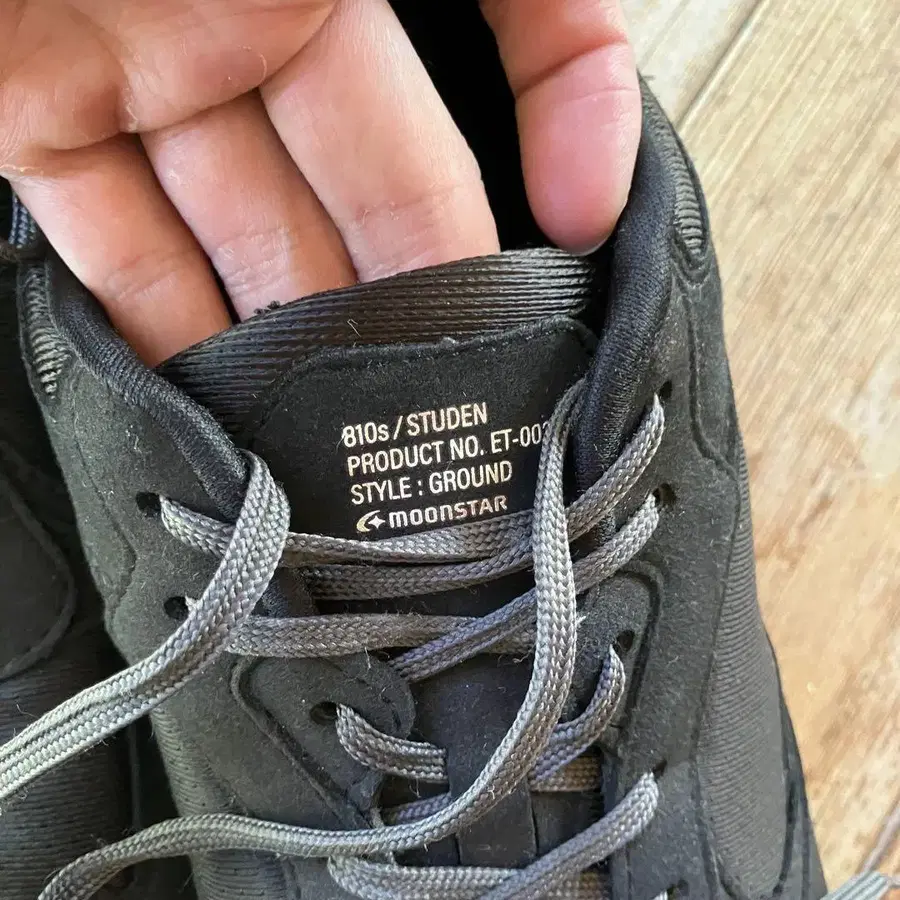 810s / STUDEN
PRODUCT NO. ET-00
STYLE : GROUND
MOONSTAR